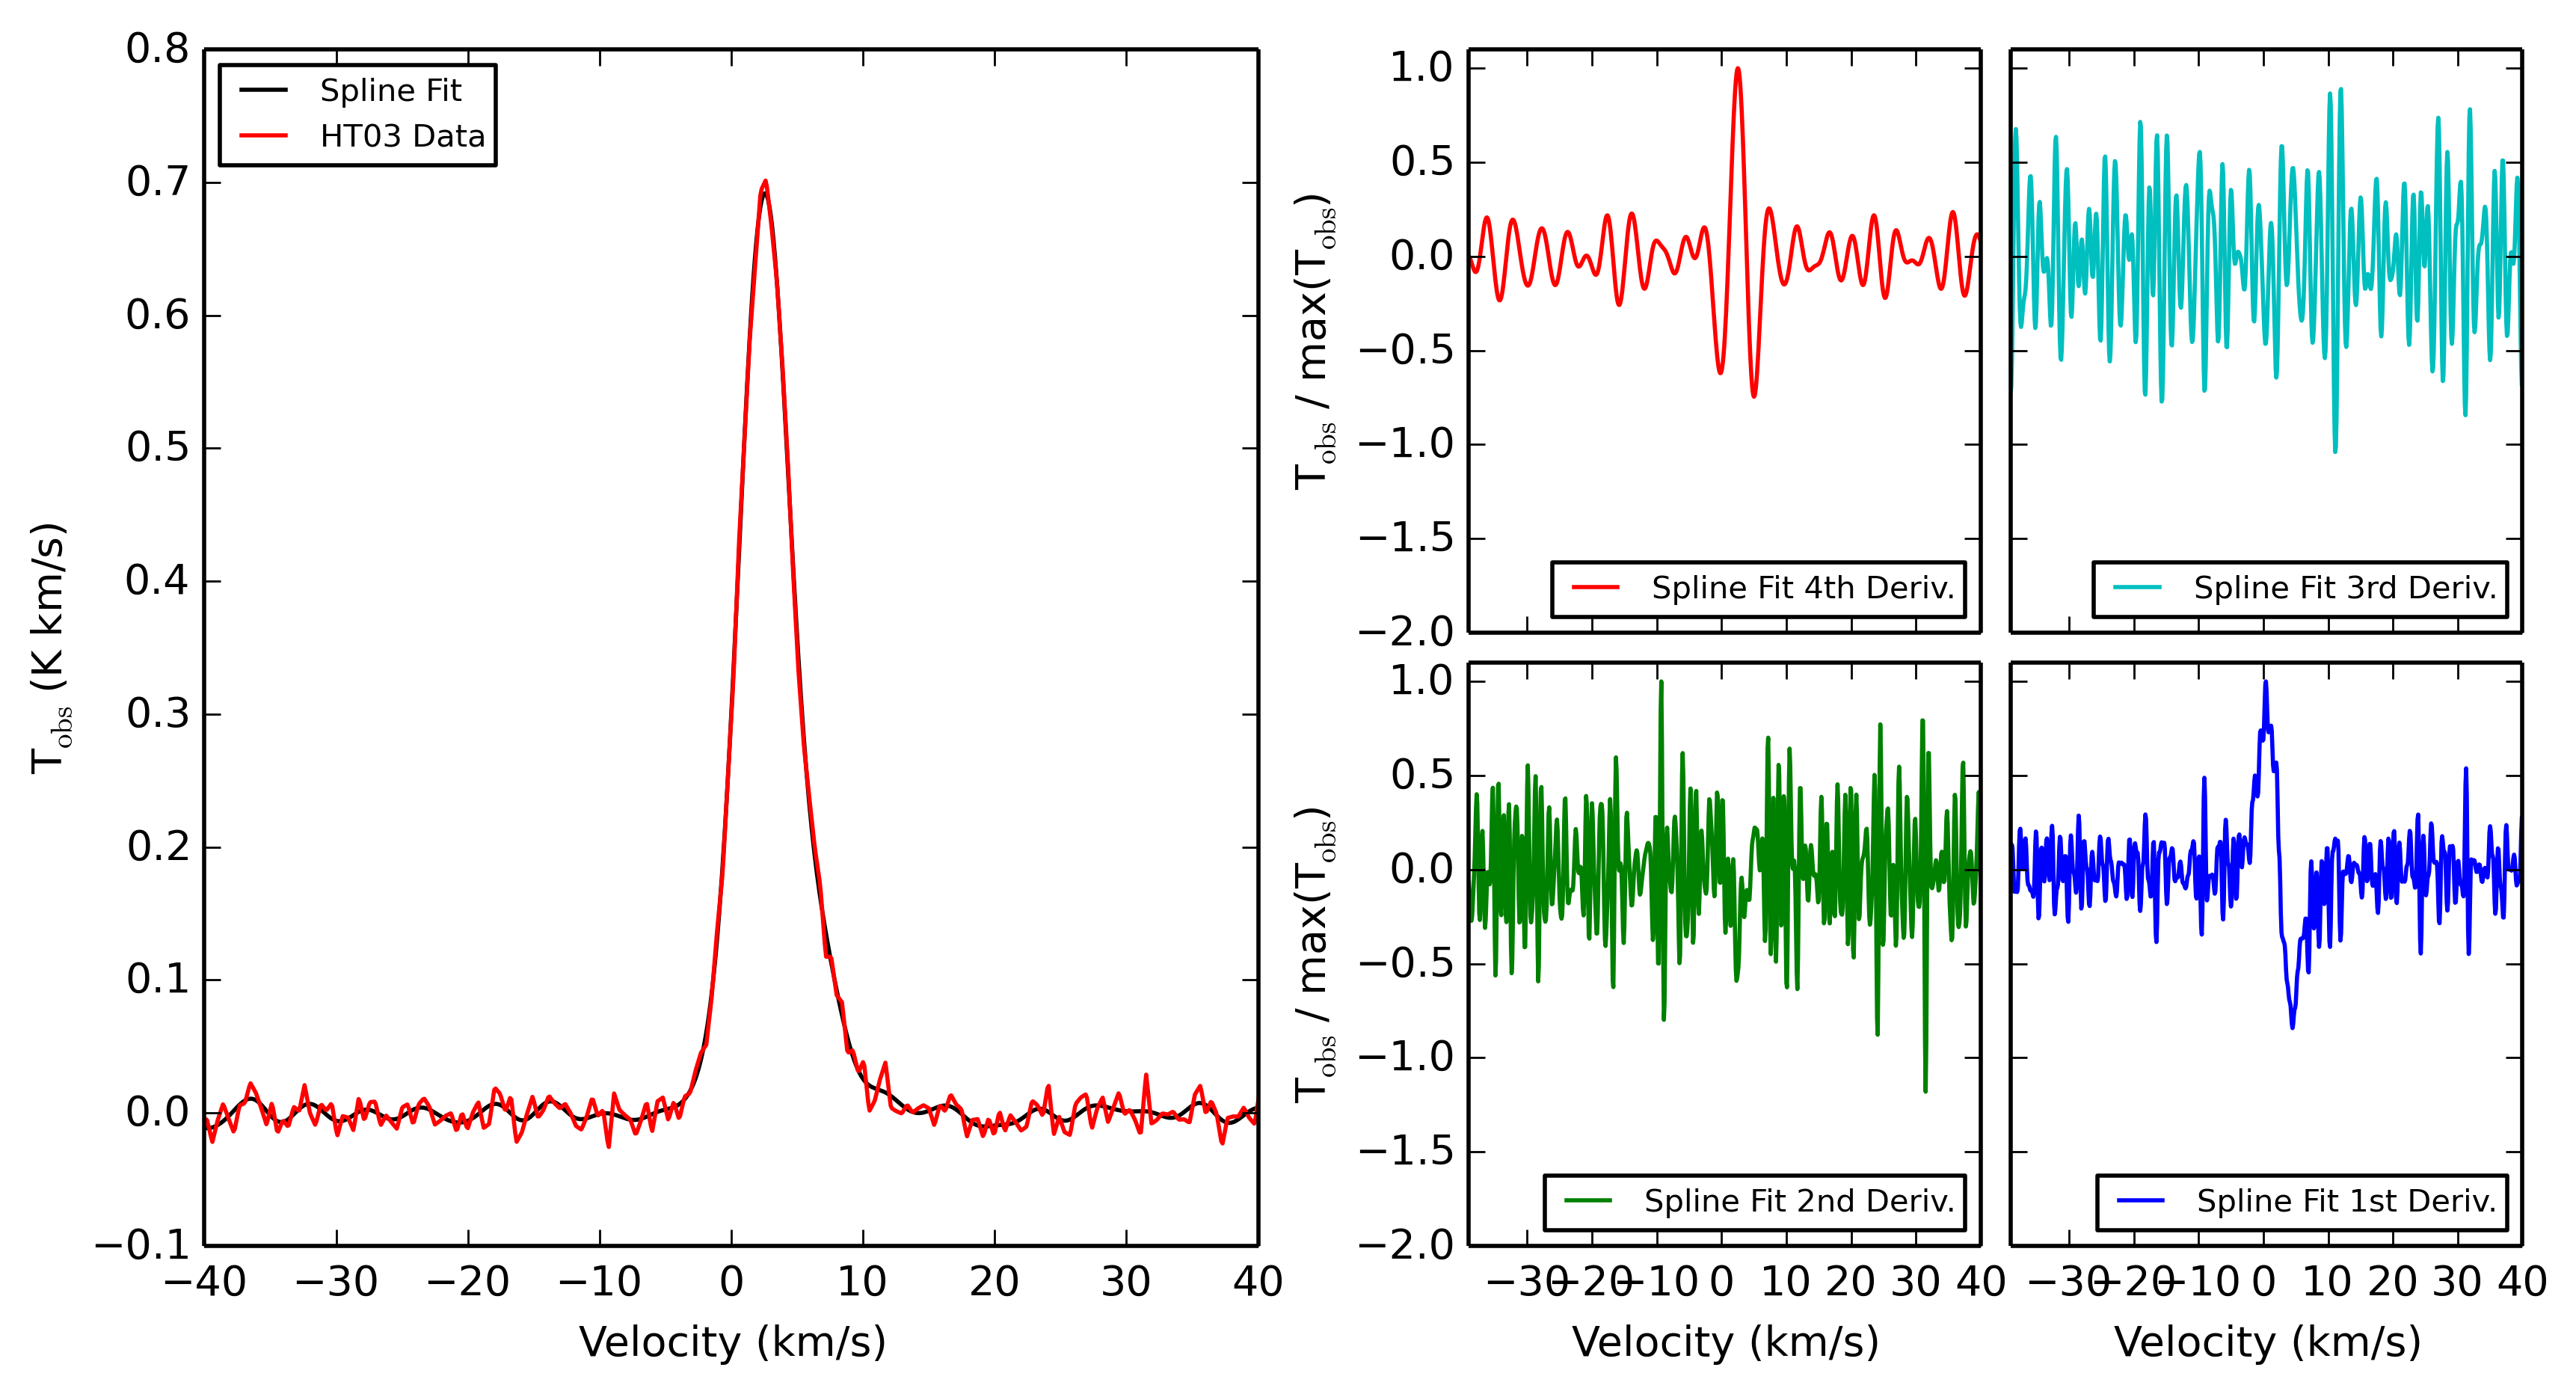 Spline Fit
HT03 Data
0.8
0.7
0.6
0.5
0.4
0.3
0.2
0.1
0.0
−0.1
T_obs (K km/s)
−40 −30 −20 −10 0 10 20 30 40
Velocity (km/s)
1.0
0.5
0.0
−0.5
−1.0
−1.5
−2.0
T_obs / max(T_obs)
Spline Fit 4th Deriv.
Spline Fit 3rd Deriv.
1.0
0.5
0.0
−0.5
−1.0
−1.5
−2.0
T_obs / max(T_obs)
Spline Fit 2nd Deriv.
−30 −20 −10 0 10 20 30 40
Velocity (km/s)
Spline Fit 1st Deriv.
−30 −20 −10 0 10 20 30 40
Velocity (km/s)